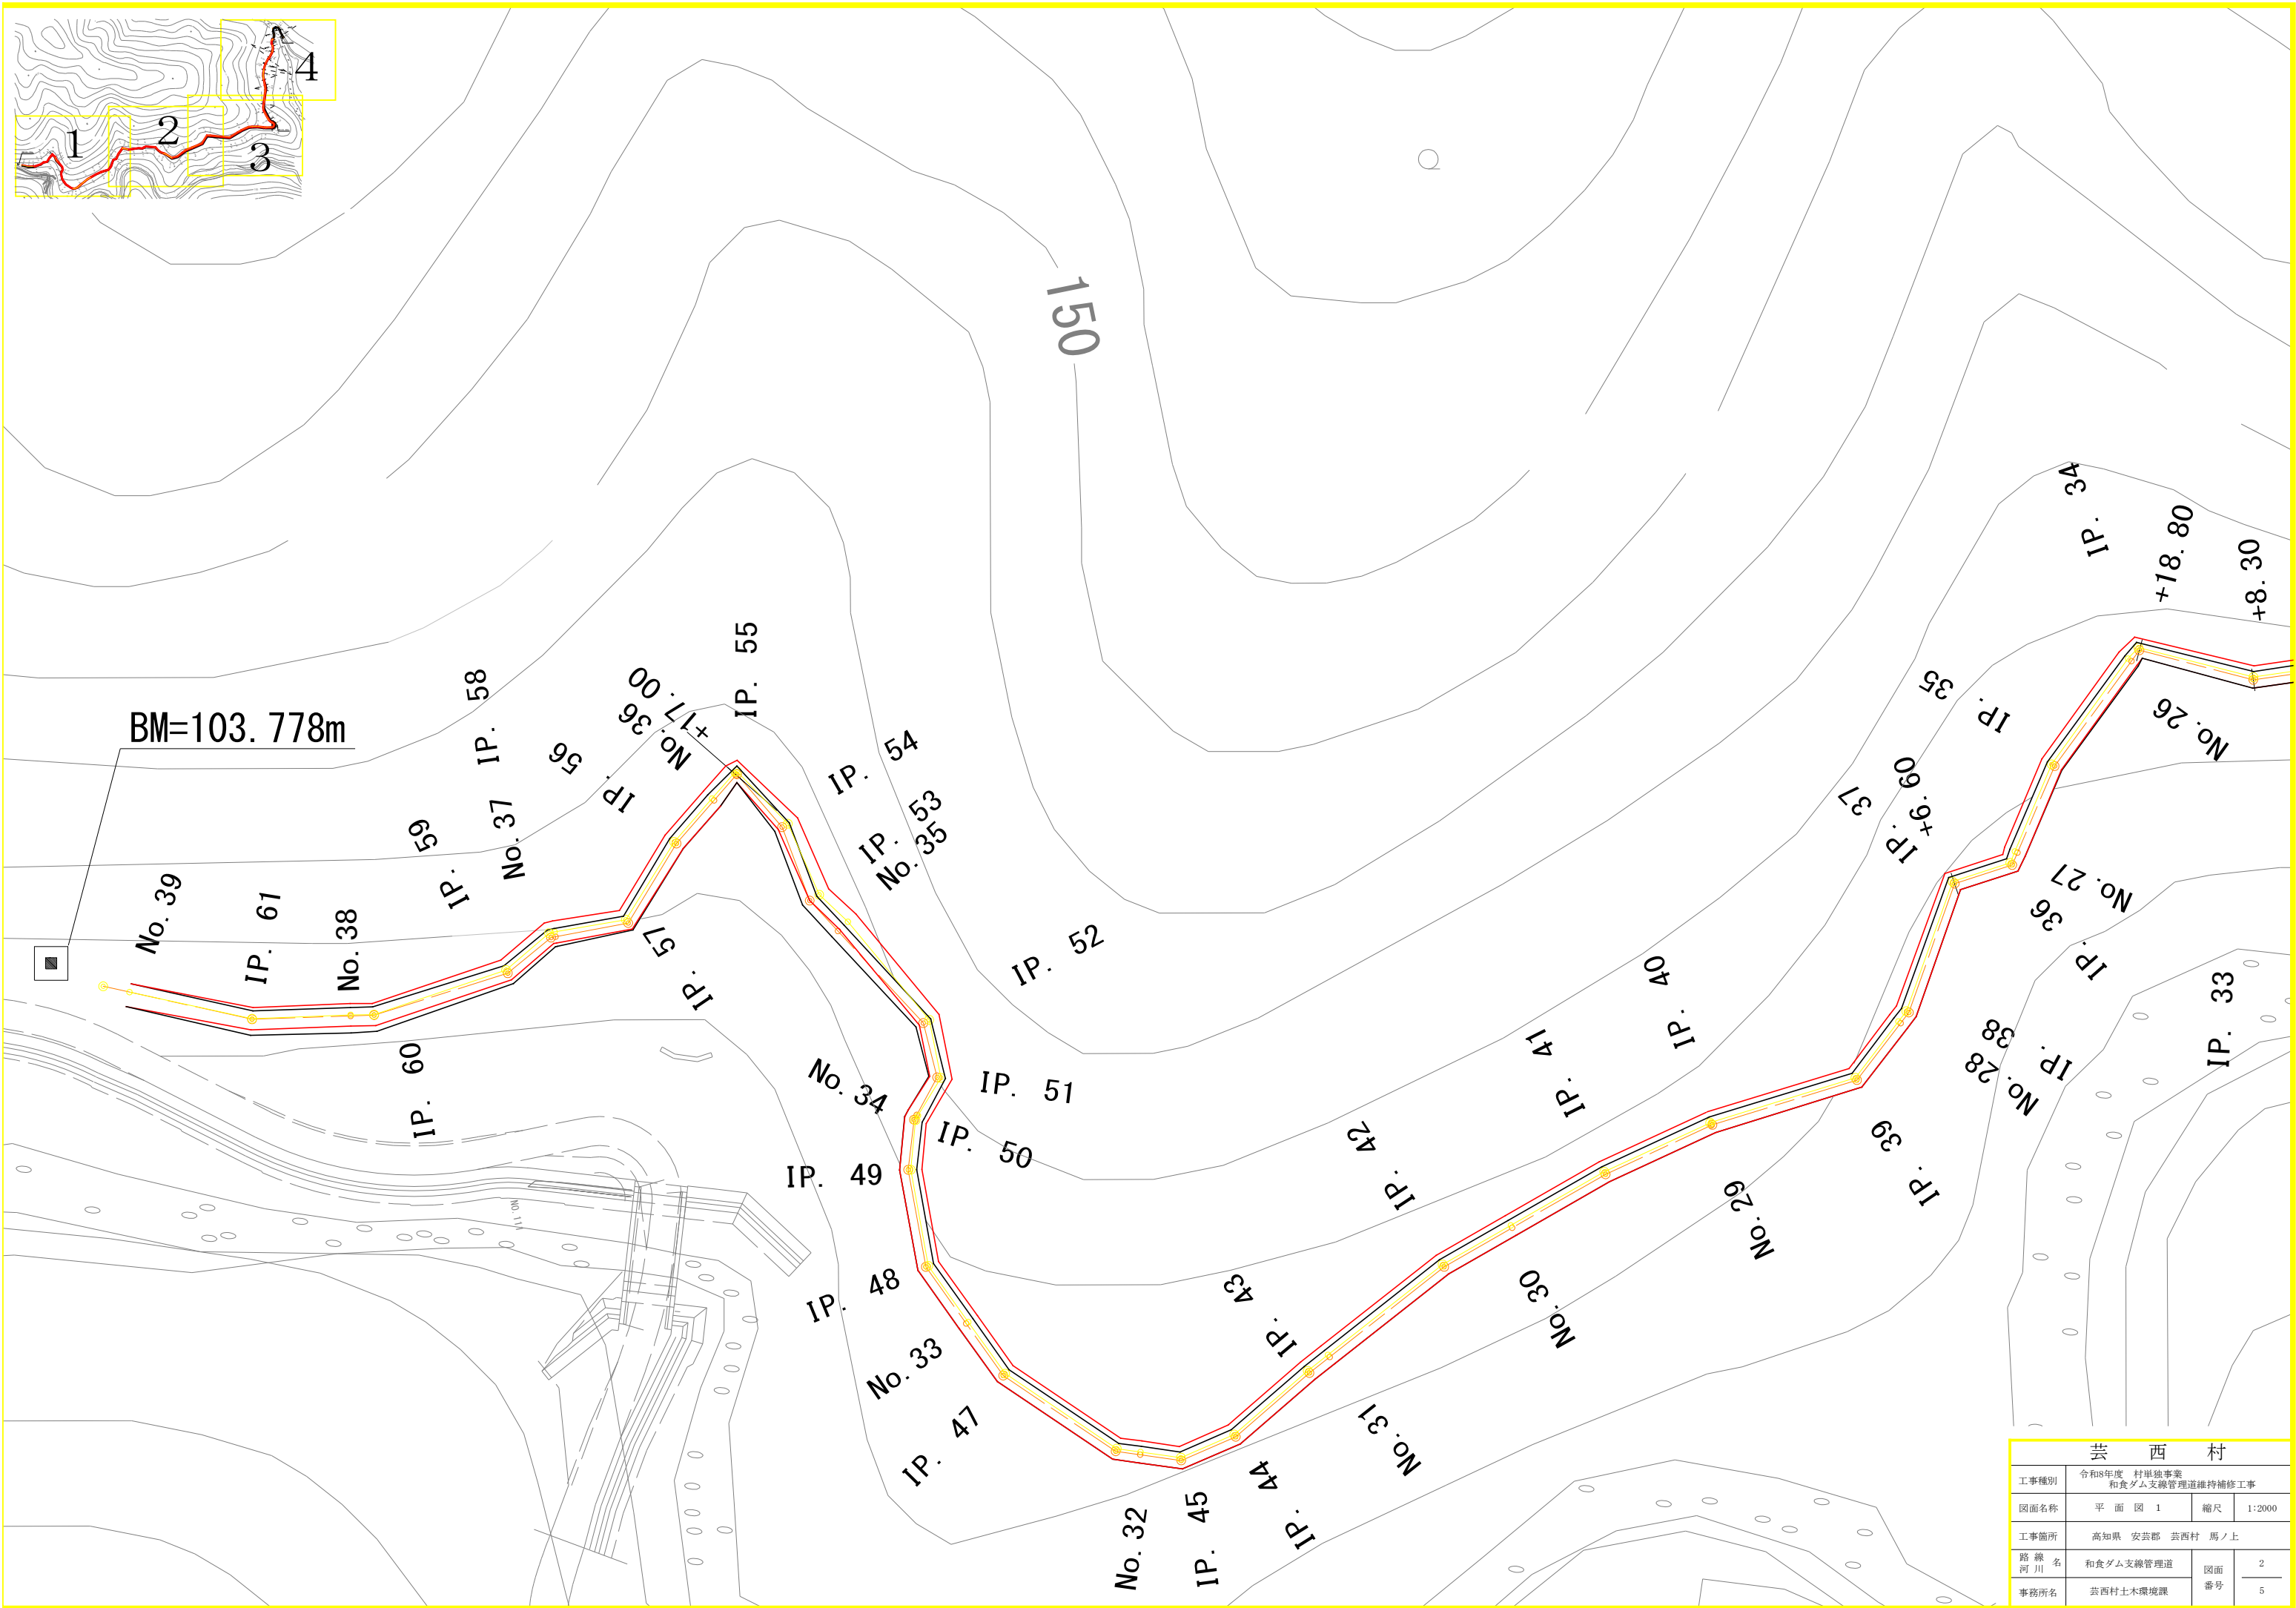 1
2
3
4
150
BM=103.778m
No. 39
IP. 61
No. 38
IP. 60
IP. 59
No. 37
IP. 58
IP. 57
IP. 56
No. 36
+17.00
IP. 55
IP. 54
IP. 53
No. 35
IP. 52
IP. 51
No. 34
IP. 50
IP. 49
IP. 48
No. 33
IP. 47
No. 32
IP. 45
IP. 44
No. 31
IP. 43
No. 30
IP. 42
IP. 41
No. 29
IP. 40
IP. 39
No. 28
IP. 38
IP. 37
+6.60
IP. 36
No. 27
IP. 35
IP. 34
+18.80
No. 26
+8.30
IP. 33
芸西村
工事種別 令和8年度 村単独事業
和食ダム支線管理道維持補修工事
図面名称 平面図 1 縮尺 1:2000
工事箇所 高知県 安芸郡 芸西村 馬ノ上
路線河川名 和食ダム支線管理道 図面番号 2
事務所名 芸西村土木環境課 5